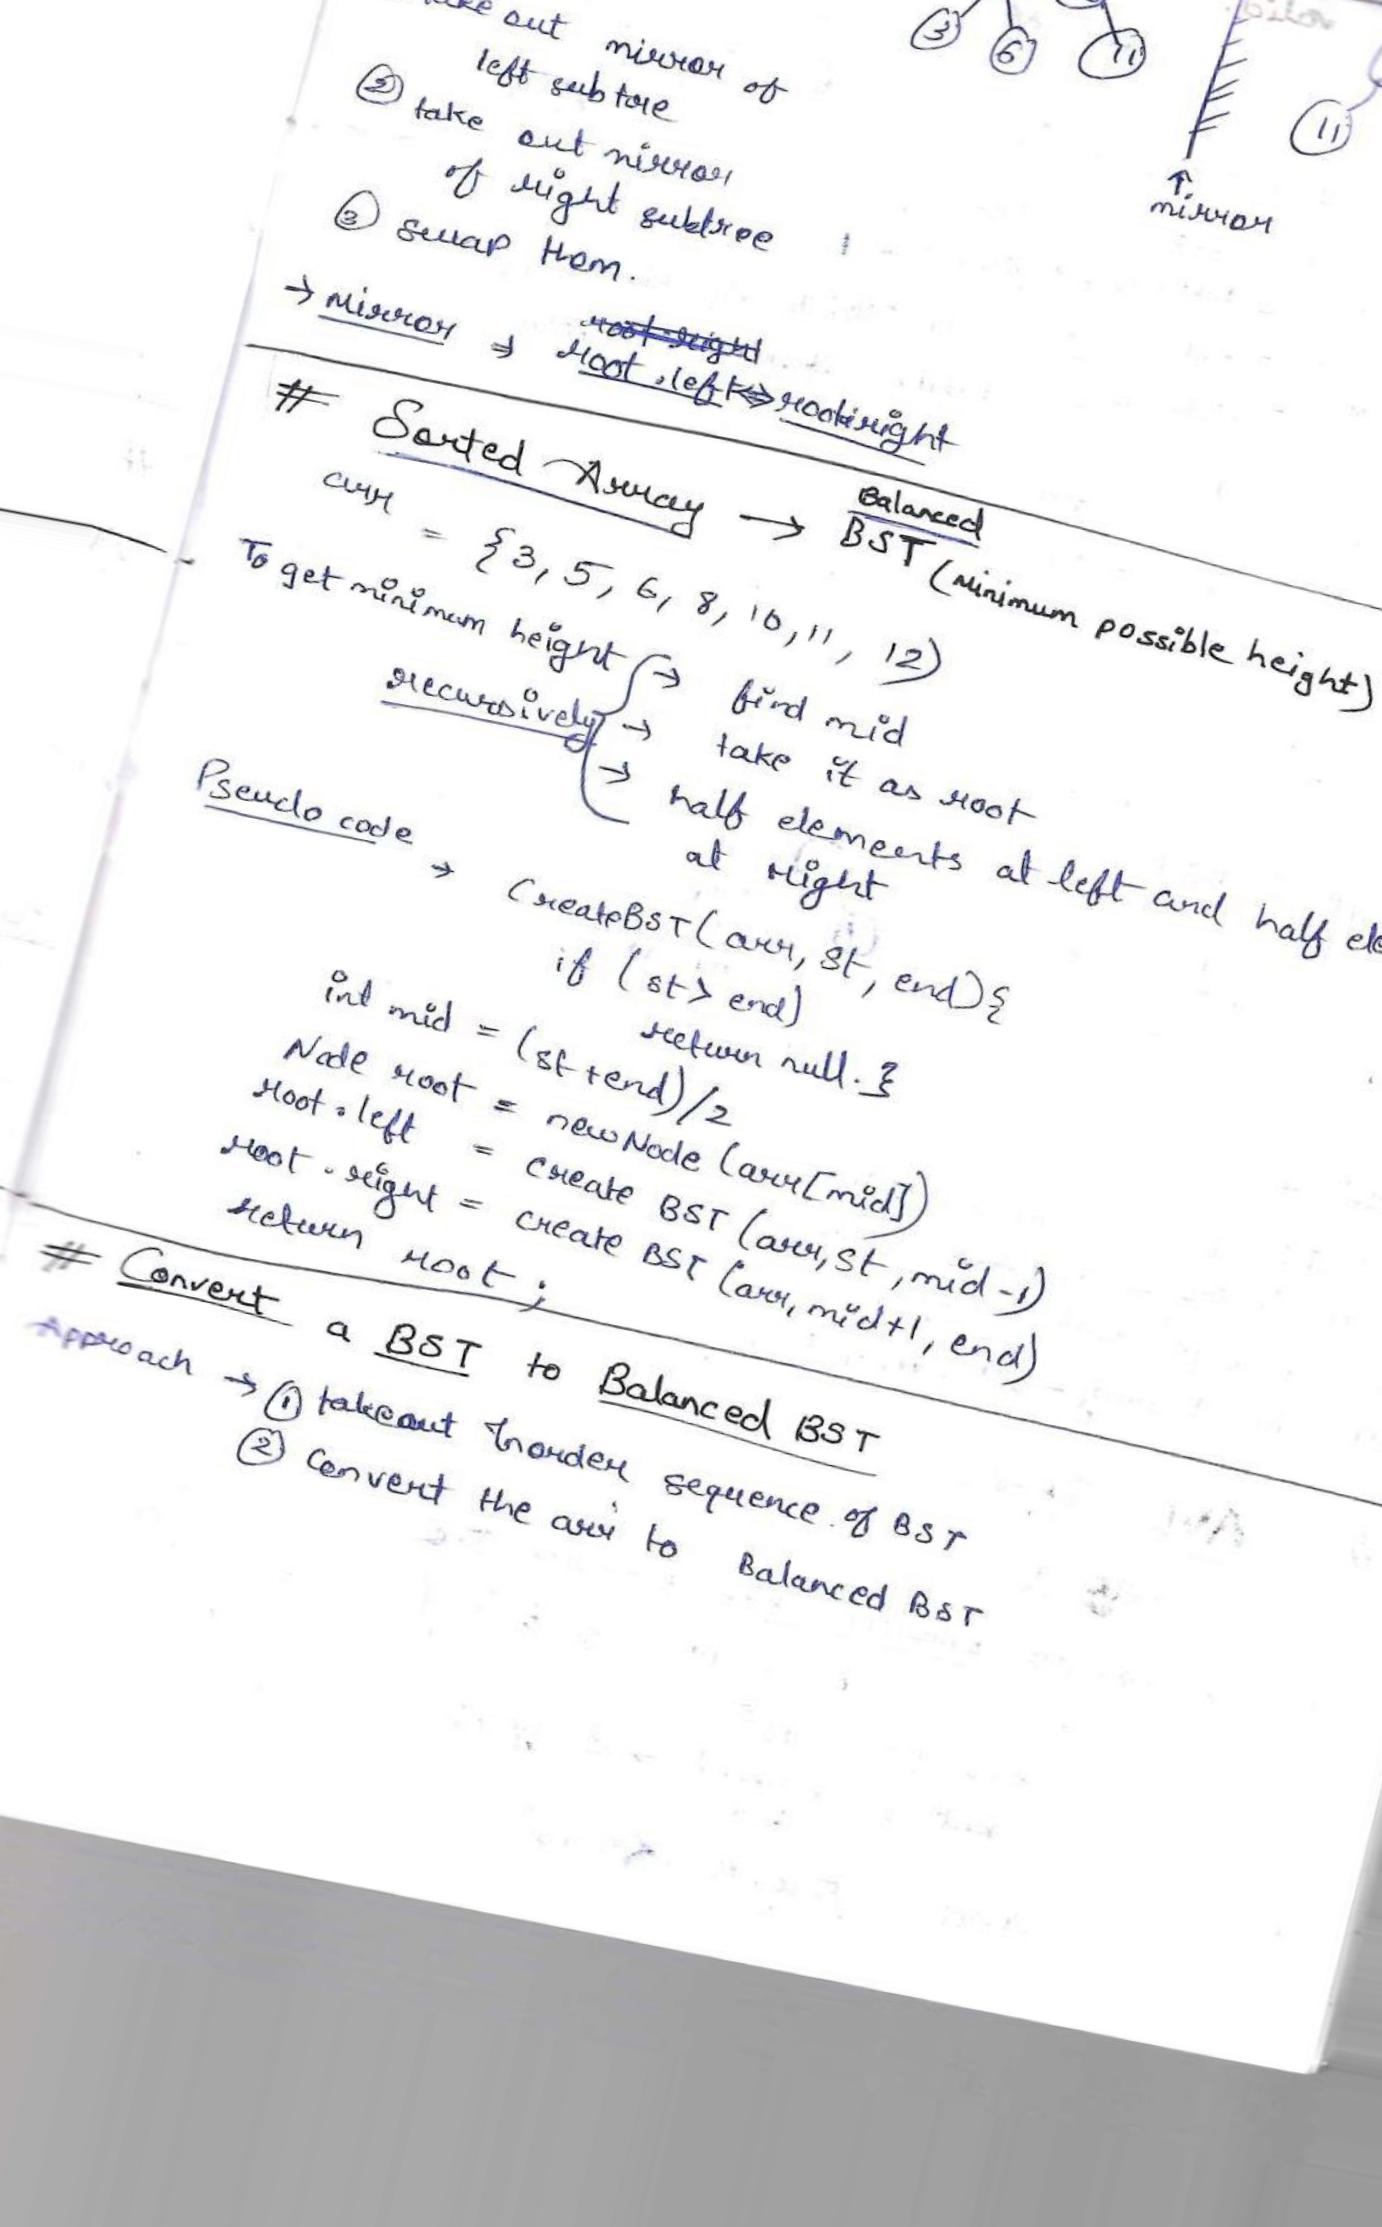 take out mirror of
left subtree
② take out mirror
of right subtree
③ swap them.
→ Mirror ⇒ root.left ⇔ root.right
3 6 11
11
↑
mirror
# Sorted Array → Balanced
BST (Minimum possible height)
arr = {3, 5, 6, 8, 10, 11, 12}
To get minimum height → find mid
recursively → take it as root
→ half elements at left and half
at right
Pseudo code → CreateBST(arr, st, end){
if (st > end)
return null. }
int mid = (st+end)/2
Node root = new Node (arr[mid])
root.left = create BST (arr, st, mid-1)
root.right = create BST (arr, mid+1, end)
return root;
# Convert a BST to Balanced BST
Approach → ① takeout Inorder sequence of BST
② Convert the arr to Balanced BST